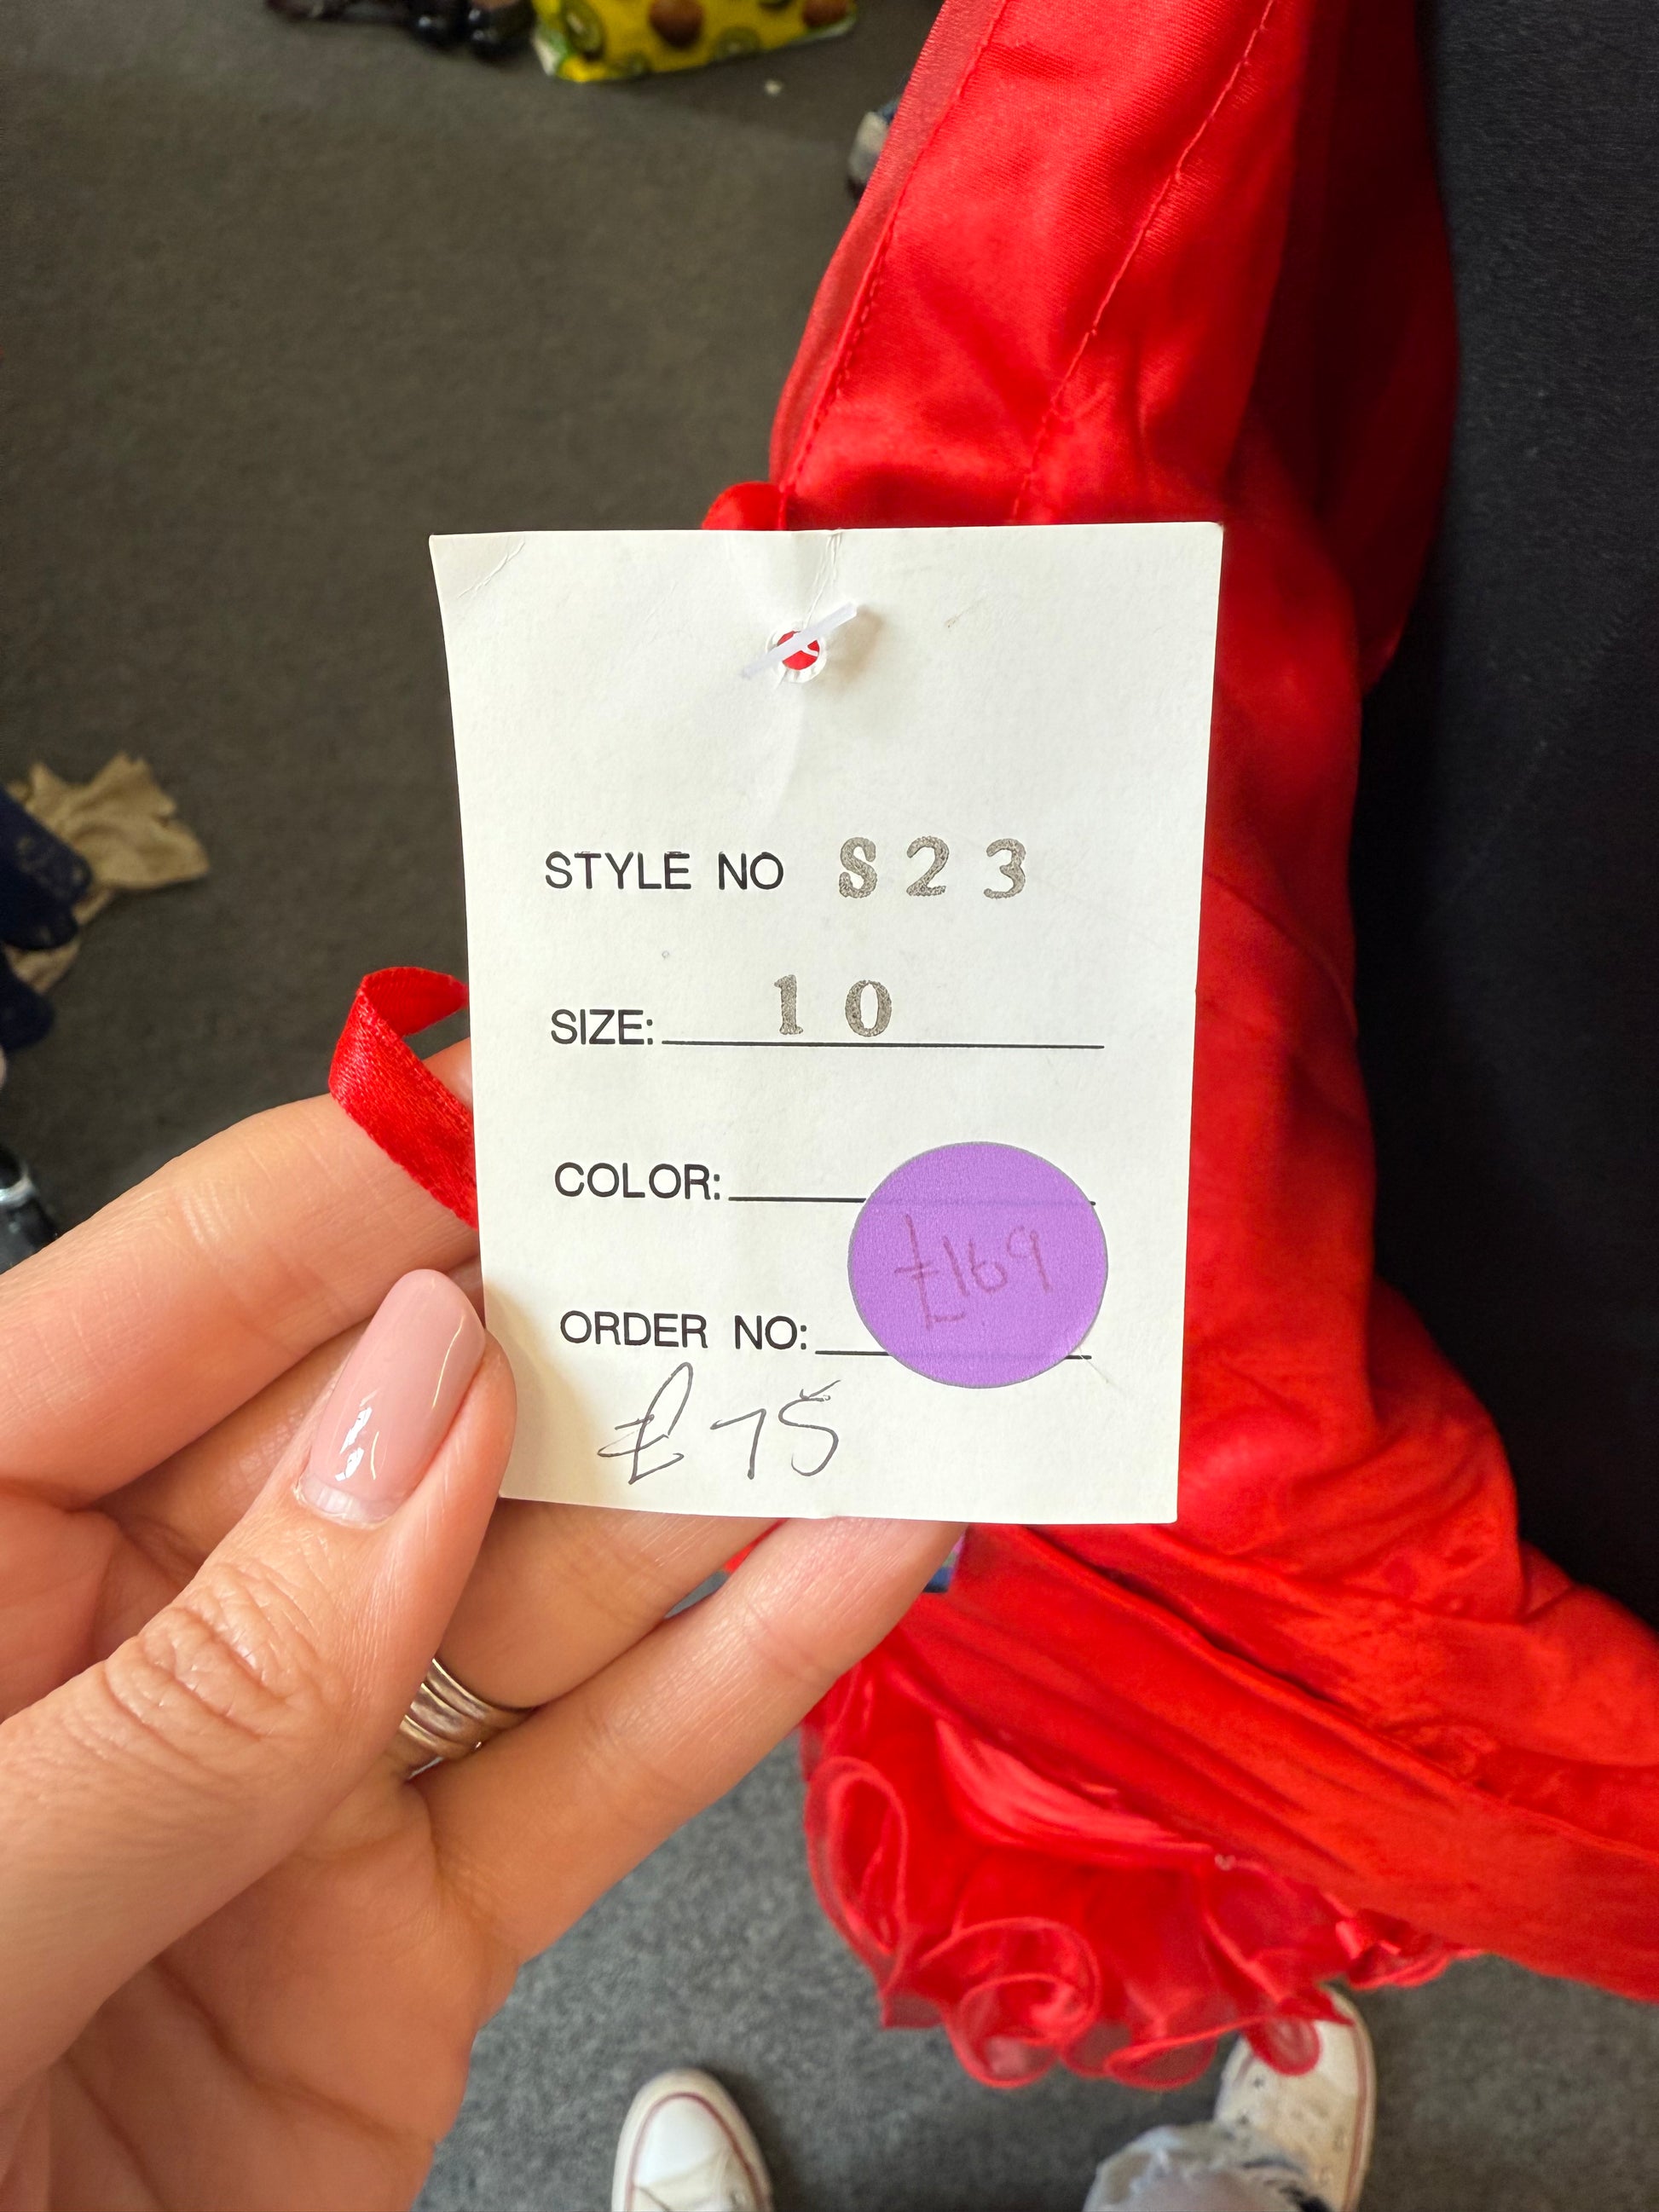 STYLE NO S23
SIZE: 10
COLOR:
£169
ORDER NO:
£75